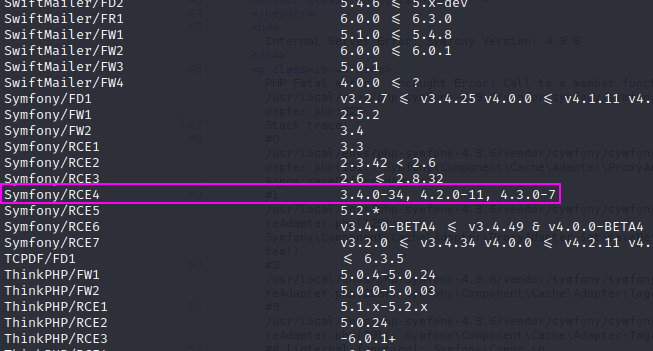 SwiftMailer/FD2 5.4.6 ≤ 5.x-dev
SwiftMailer/FR1 6.0.0 ≤ 6.3.0
SwiftMailer/FW1 5.1.0 ≤ 5.4.8
SwiftMailer/FW2 6.0.0 ≤ 6.0.1
SwiftMailer/FW3 5.0.1
SwiftMailer/FW4 4.0.0 ≤ ?
Symfony/FD1 v3.2.7 ≤ v3.4.25 v4.0.0 ≤ v4.1.11 v4.
Symfony/FW1 2.5.2
Symfony/FW2 3.4
Symfony/RCE1 3.3
Symfony/RCE2 2.3.42 < 2.6
Symfony/RCE3 2.6 ≤ 2.8.32
Symfony/RCE4 3.4.0-34, 4.2.0-11, 4.3.0-7
Symfony/RCE5 5.2.*
Symfony/RCE6 v3.4.0-BETA4 ≤ v3.4.49 & v4.0.0-BETA4
Symfony/RCE7 v3.2.0 ≤ v3.4.34 v4.0.0 ≤ v4.2.11 v4.
TCPDF/FD1 ≤ 6.3.5
ThinkPHP/FW1 5.0.4-5.0.24
ThinkPHP/FW2 5.0.0-5.0.03
ThinkPHP/RCE1 5.1.x-5.2.x
ThinkPHP/RCE2 5.0.24
ThinkPHP/RCE3 -6.0.1+